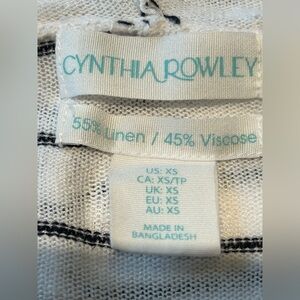 CYNTHIA ROWLEY
55% Linen / 45% Viscose
US: XS
CA: XS/TP
UK: XS
EU: XS
AU: XS
MADE IN
BANGLADESH